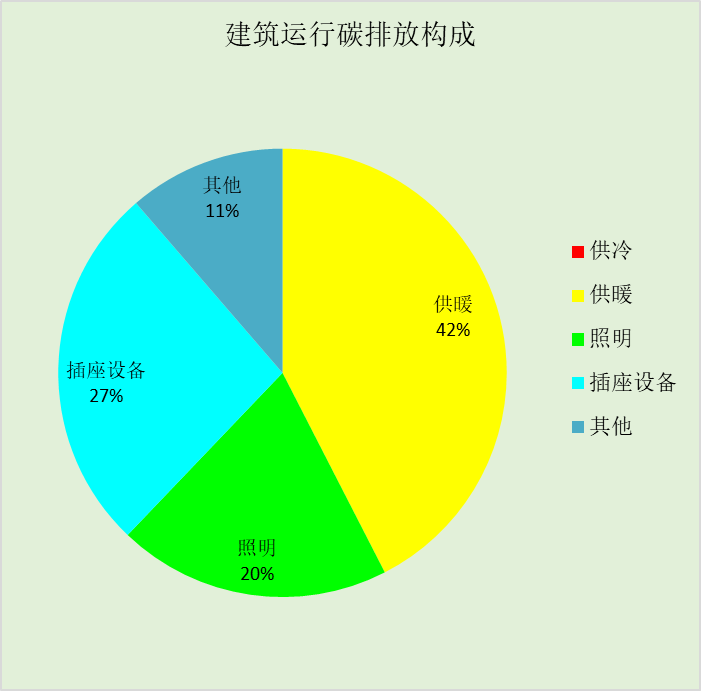 建筑运行碳排放构成
其他
11%
供暖
42%
插座设备
27%
照明
20%
供冷
供暖
照明
插座设备
其他